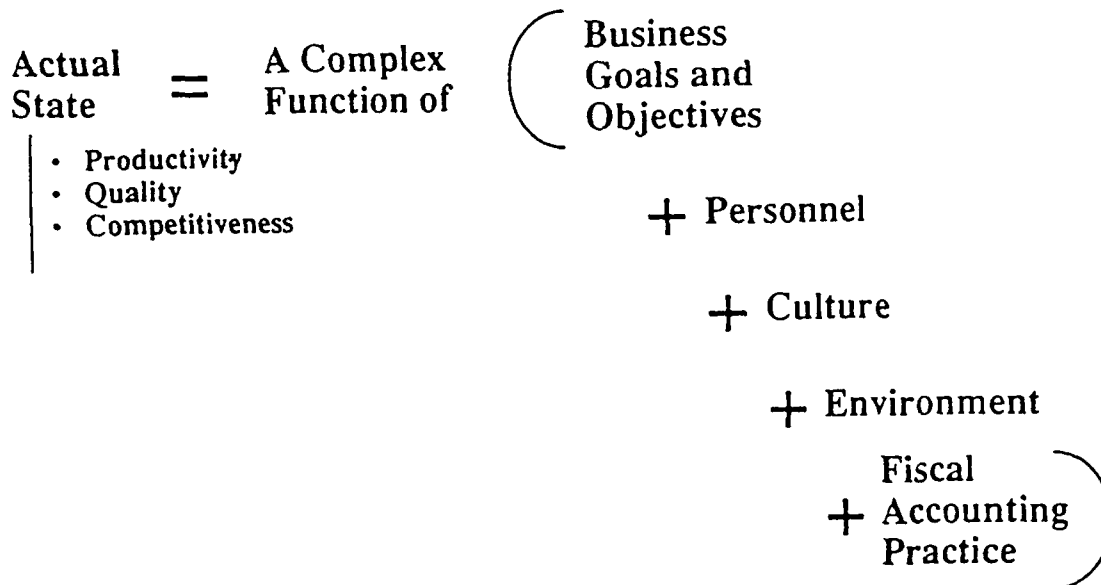 Actual
State
=
A Complex
Function of
(
Business
Goals and
Objectives
• Productivity
• Quality
• Competitiveness
+ Personnel
+ Culture
+ Environment
+ Fiscal
Accounting
Practice
)